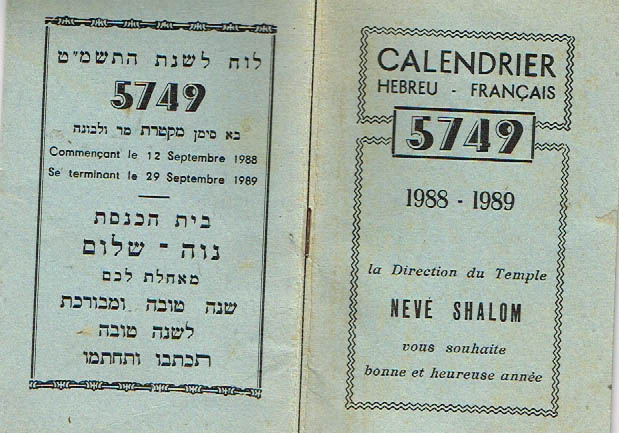 לוח לשנת התשמ"ט
5749
בא סימן מקטרת מר ולבונה
Commençant le 12 Septembre 1988
Se terminant le 29 Septembre 1989
בית הכנסת
נוה - שלום
מאחלת לכם
שנה טובה ומבורכת
לשנה טובה
תכתבו ותחתמו
CALENDRIER
HEBREU - FRANÇAIS
5749
1988 - 1989
la Direction du Temple
NEVÉ SHALOM
vous souhaite
bonne et heureuse année